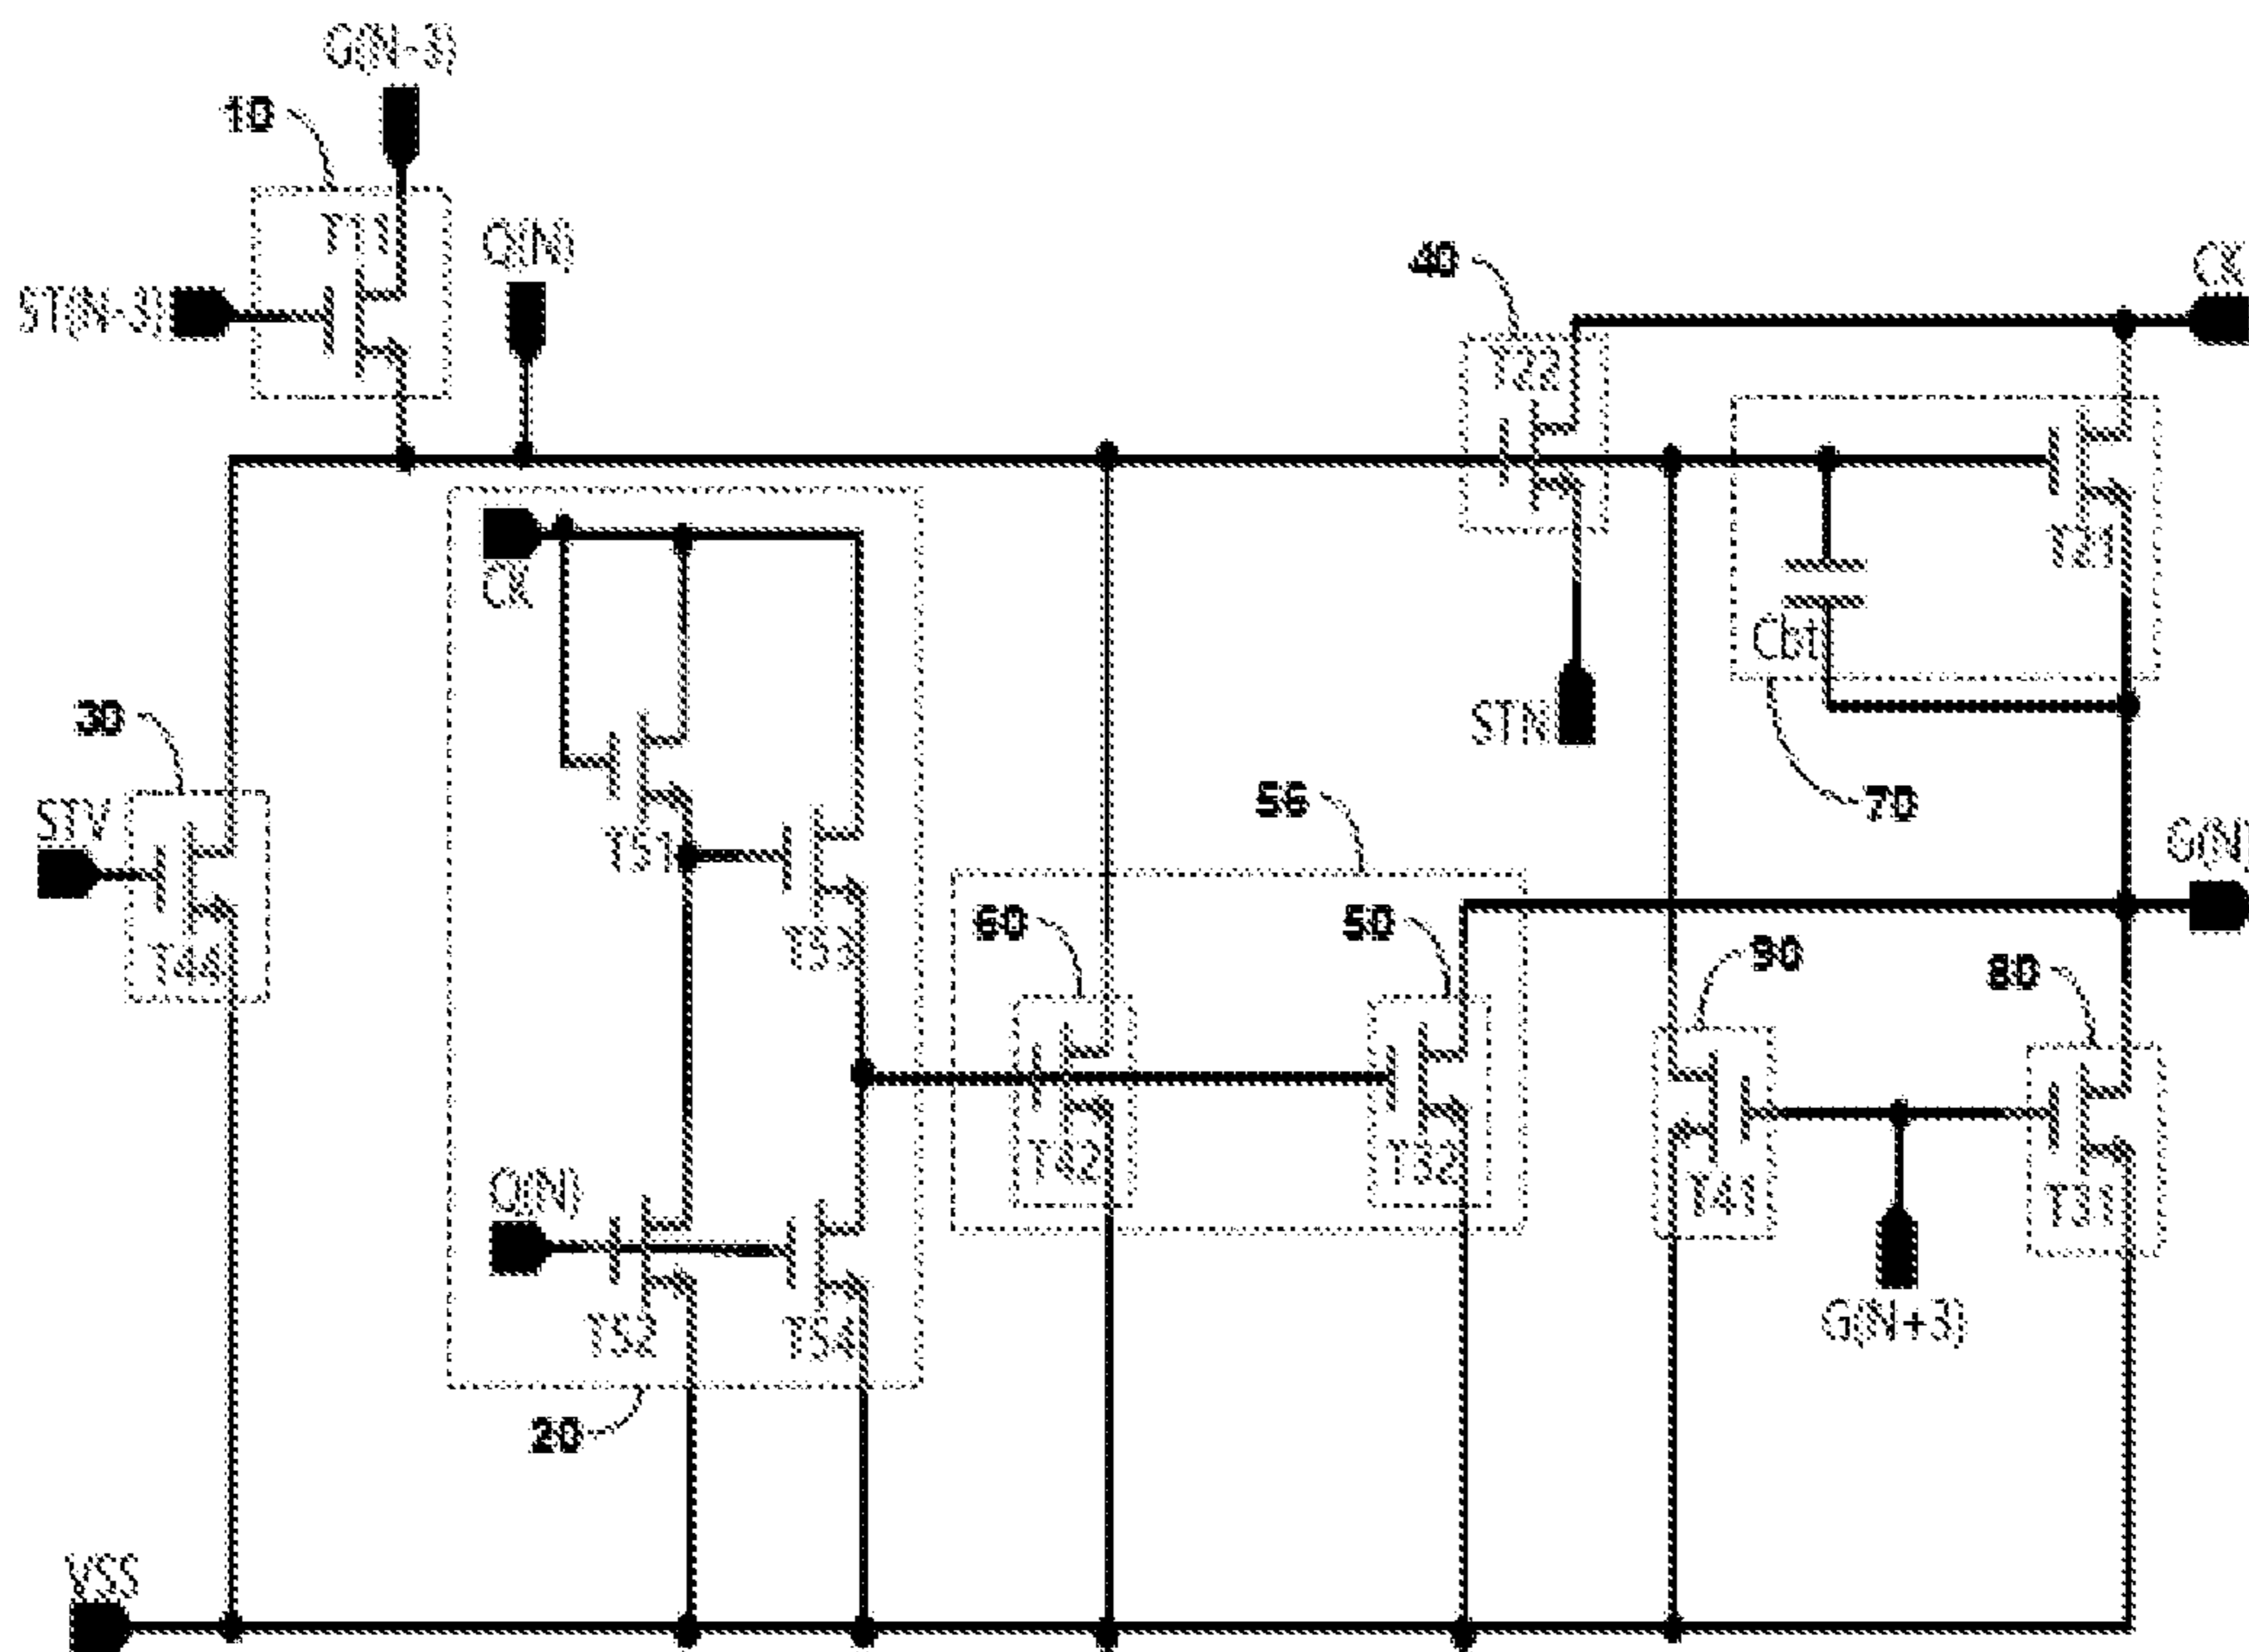 G(N-3)
10
T11
Q(N)
ST(N-3)
40
CK
T22
CK
T21
Cbt
30
STN
56
70
STV
T51
G(N)
T53
60
50
90
80
T44
T42
T32
Q(N)
T41
T31
T52
T54
G(N+3)
20
VSS